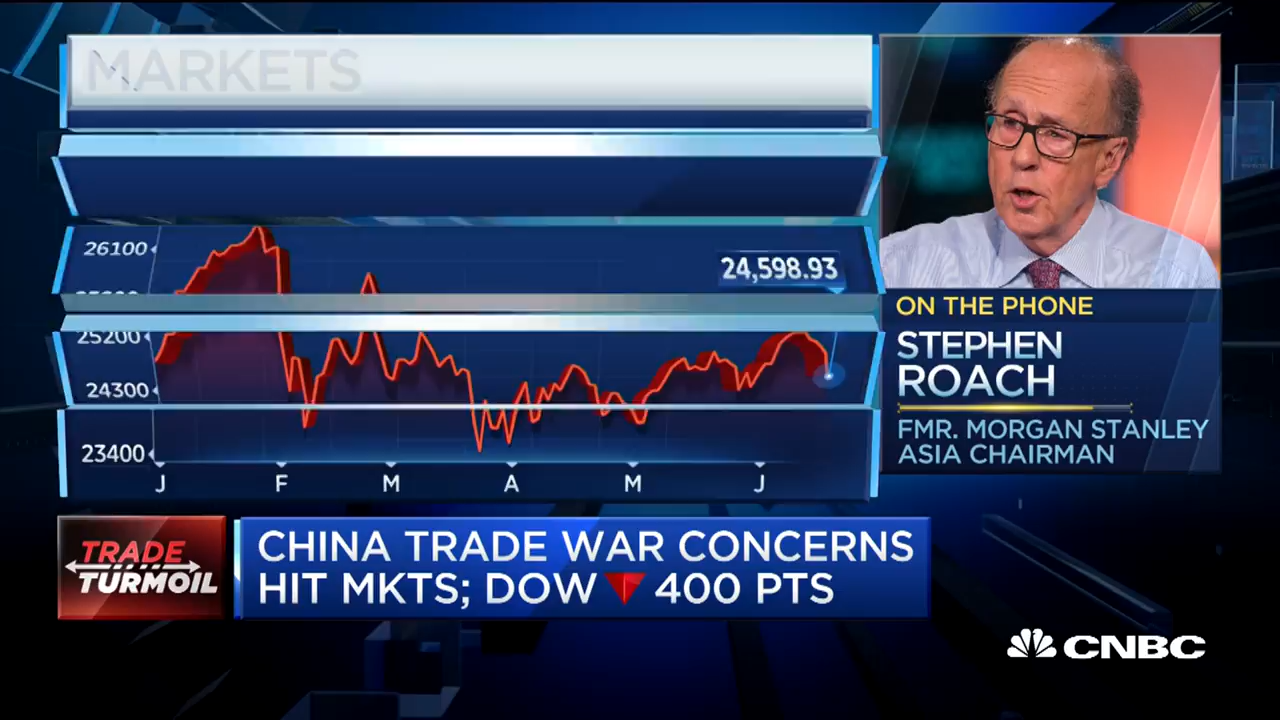 MARKETS
26100
24,598.93
25200
24300
23400
J F M A M J
ON THE PHONE
STEPHEN
ROACH
FMR. MORGAN STANLEY
ASIA CHAIRMAN
TRADE
TURMOIL
CHINA TRADE WAR CONCERNS
HIT MKTS; DOW ▼ 400 PTS
CNBC